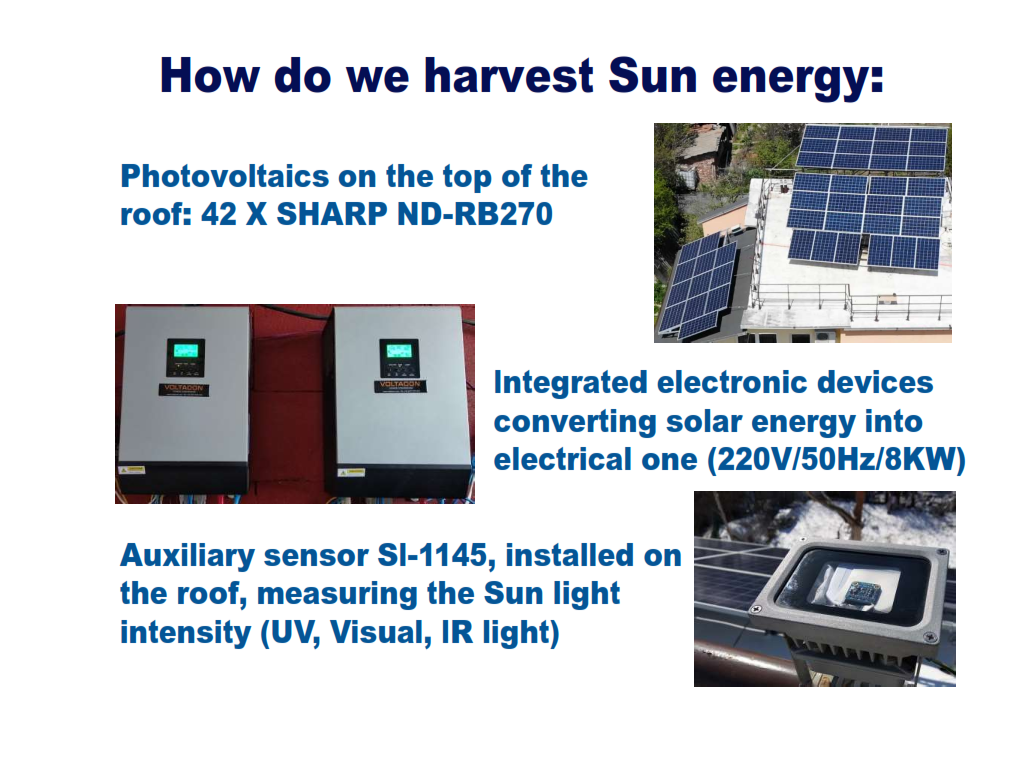 How do we harvest Sun energy:
Photovoltaics on the top of the
roof: 42 X SHARP ND-RB270
VOLTACON
VOLTACON
Integrated electronic devices
converting solar energy into
electrical one (220V/50Hz/8KW)
Auxiliary sensor SI-1145, installed on
the roof, measuring the Sun light
intensity (UV, Visual, IR light)